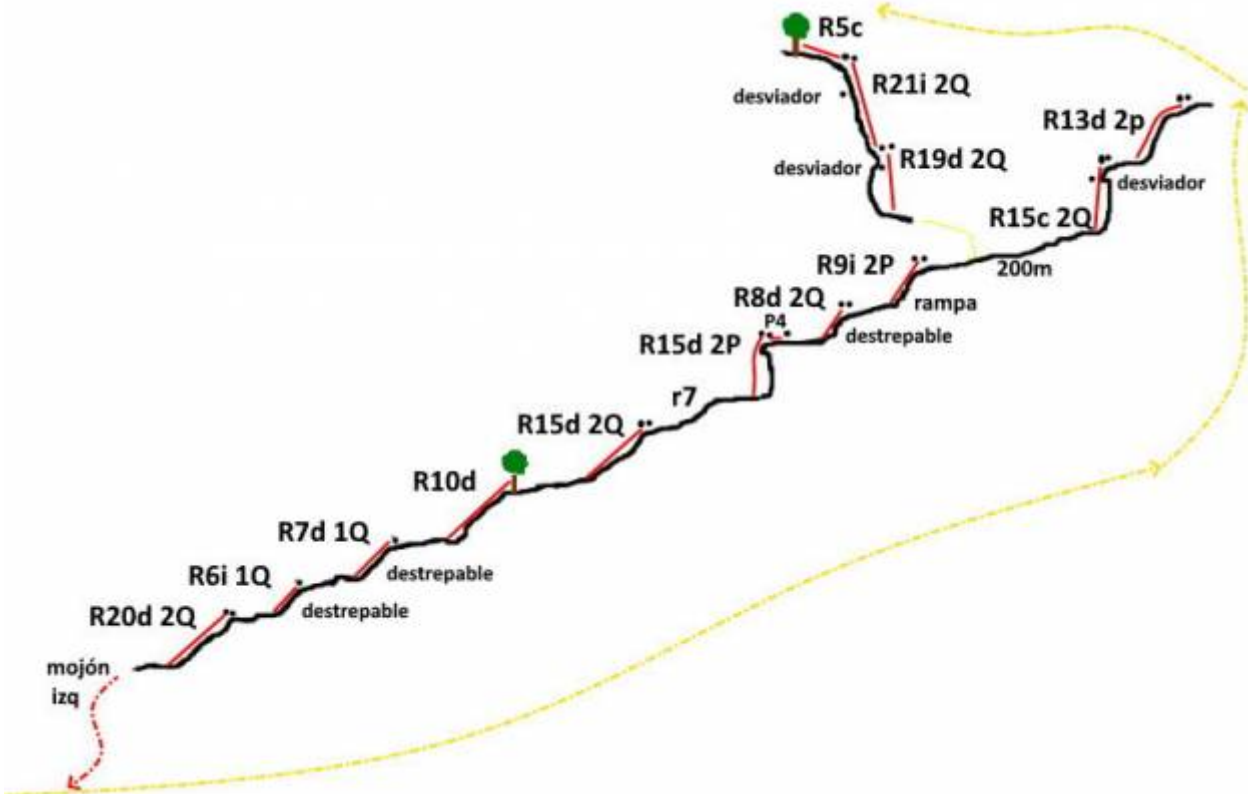 R5c
R21i 2Q
desviador
R13d 2p
R19d 2Q
desviador
desviador
R15c 2Q
R9i 2P
200m
R8d 2Q
rampa
P4
R15d 2P
destrepable
r7
R15d 2Q
R10d
R7d 1Q
destrepable
R6i 1Q
destrepable
R20d 2Q
mojón
izq